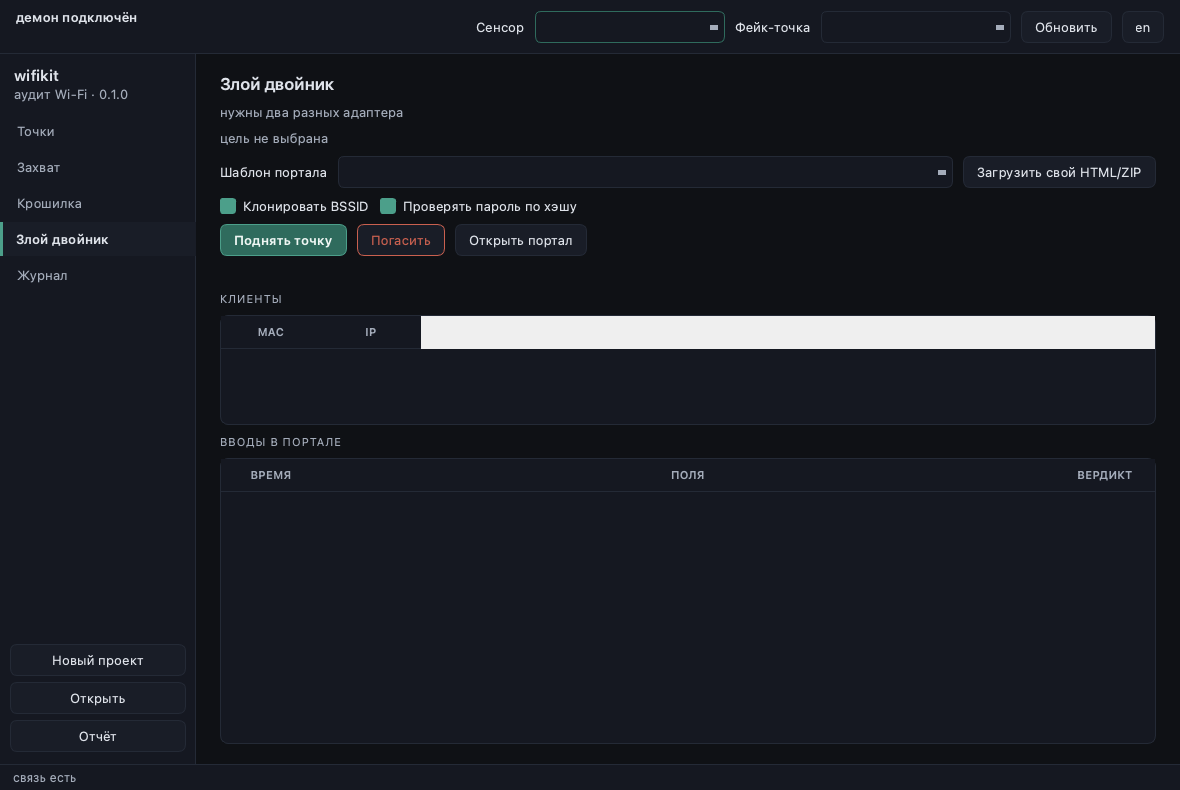 демон подключён
Сенсор
Фейк-точка
Обновить
en
wifikit
аудит Wi-Fi · 0.1.0
Точки
Захват
Крошилка
Злой двойник
Журнал
Новый проект
Открыть
Отчёт
Злой двойник
нужны два разных адаптера
цель не выбрана
Шаблон портала
Загрузить свой HTML/ZIP
Клонировать BSSID
Проверять пароль по хэшу
Поднять точку
Погасить
Открыть портал
КЛИЕНТЫ
MAC
IP
ВВОДЫ В ПОРТАЛЕ
ВРЕМЯ
ПОЛЯ
ВЕРДИКТ
связь есть